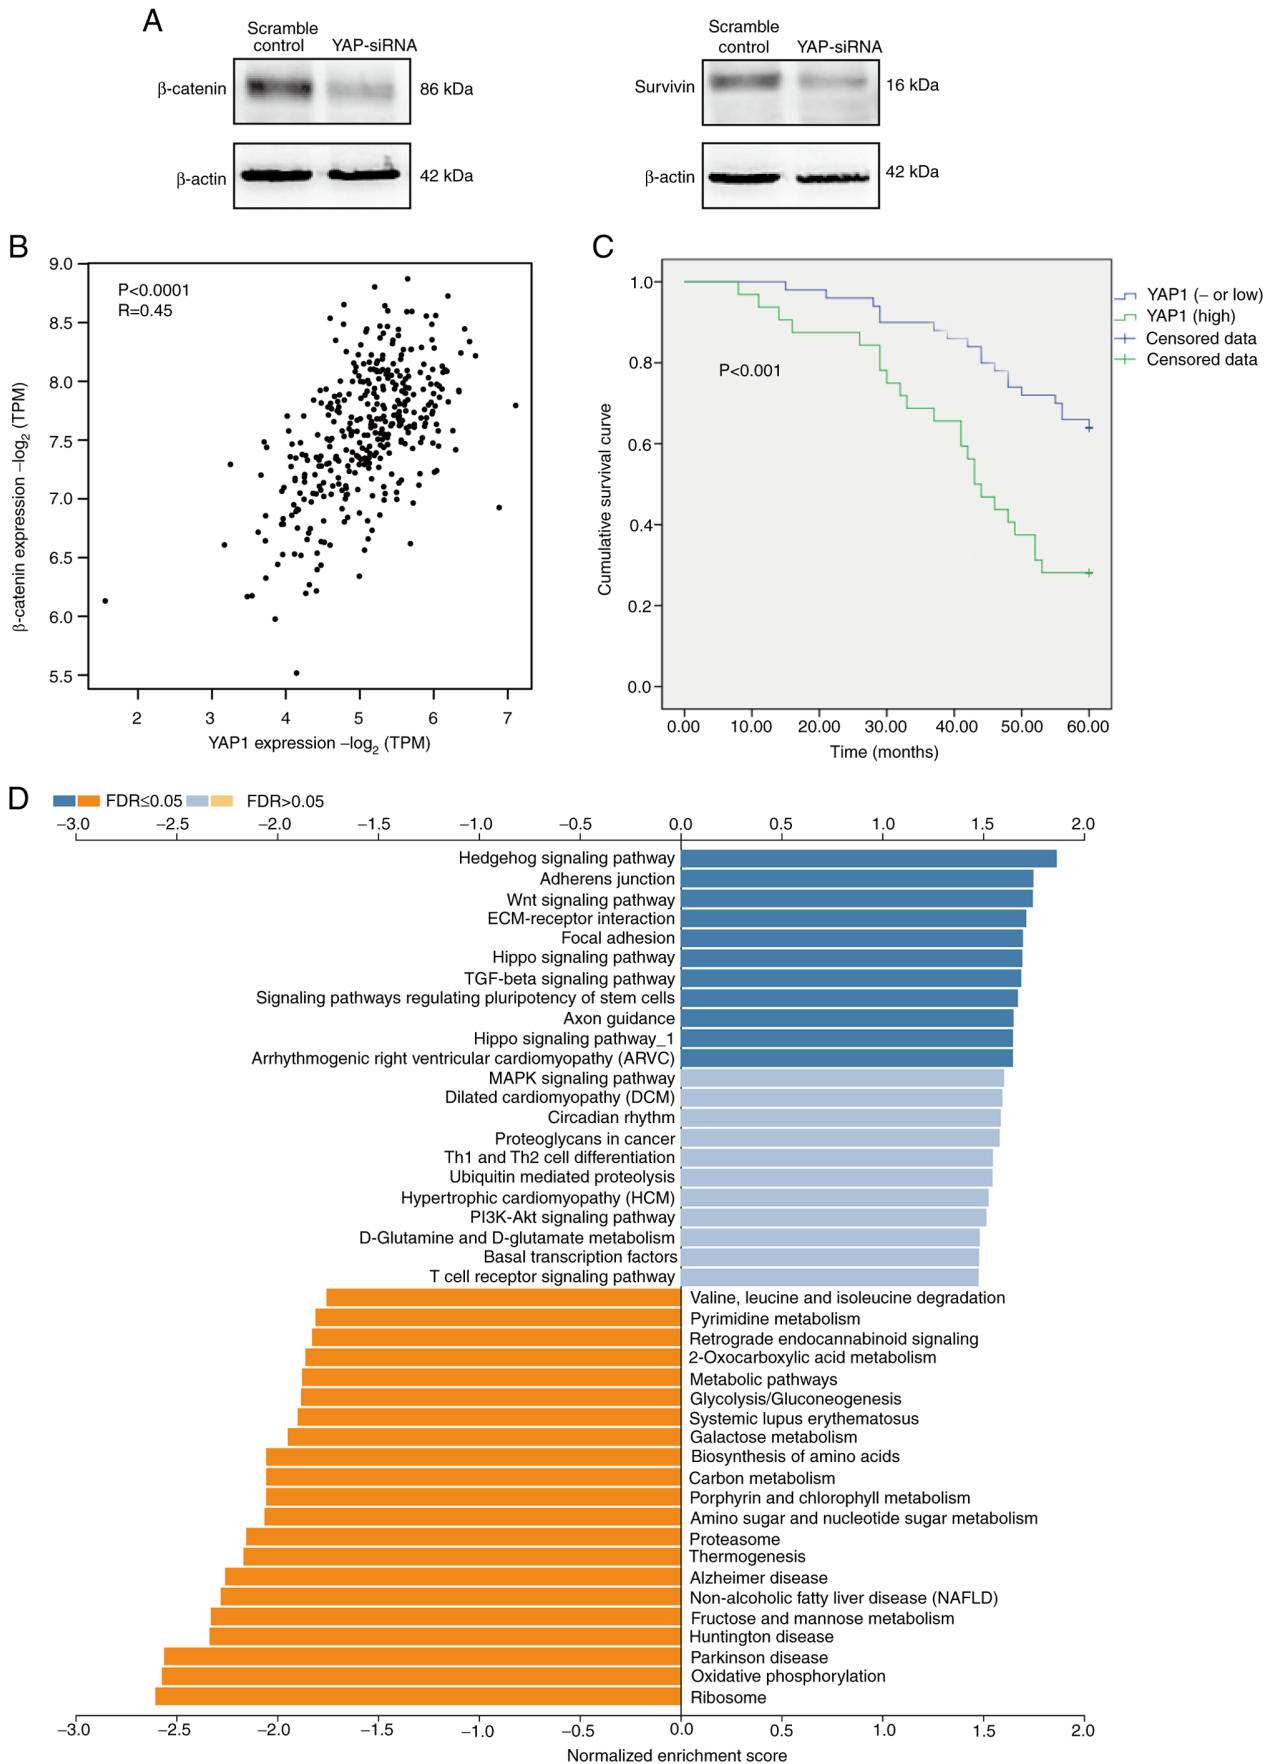 A
Scramble
control
YAP-siRNA
β-catenin
86 kDa
β-actin
42 kDa
Scramble
control
YAP-siRNA
Survivin
16 kDa
β-actin
42 kDa
B
9.0
8.5
8.0
7.5
7.0
6.5
6.0
5.5
P<0.0001
R=0.45
β-catenin expression –log2 (TPM)
2 3 4 5 6 7
YAP1 expression –log2 (TPM)
C
1.0
0.8
0.6
0.4
0.2
0.0
P<0.001
Cumulative survival curve
0.00 10.00 20.00 30.00 40.00 50.00 60.00
Time (months)
YAP1 (– or low)
YAP1 (high)
Censored data
Censored data
D
FDR≤0.05 FDR>0.05
–3.0 –2.5 –2.0 –1.5 –1.0 –0.5 0.0 0.5 1.0 1.5 2.0
Hedgehog signaling pathway
Adherens junction
Wnt signaling pathway
ECM-receptor interaction
Focal adhesion
Hippo signaling pathway
TGF-beta signaling pathway
Signaling pathways regulating pluripotency of stem cells
Axon guidance
Hippo signaling pathway_1
Arrhythmogenic right ventricular cardiomyopathy (ARVC)
MAPK signaling pathway
Dilated cardiomyopathy (DCM)
Circadian rhythm
Proteoglycans in cancer
Th1 and Th2 cell differentiation
Ubiquitin mediated proteolysis
Hypertrophic cardiomyopathy (HCM)
PI3K-Akt signaling pathway
D-Glutamine and D-glutamate metabolism
Basal transcription factors
T cell receptor signaling pathway
Valine, leucine and isoleucine degradation
Pyrimidine metabolism
Retrograde endocannabinoid signaling
2-Oxocarboxylic acid metabolism
Metabolic pathways
Glycolysis/Gluconeogenesis
Systemic lupus erythematosus
Galactose metabolism
Biosynthesis of amino acids
Carbon metabolism
Porphyrin and chlorophyll metabolism
Amino sugar and nucleotide sugar metabolism
Proteasome
Thermogenesis
Alzheimer disease
Non-alcoholic fatty liver disease (NAFLD)
Fructose and mannose metabolism
Huntington disease
Parkinson disease
Oxidative phosphorylation
Ribosome
–3.0 –2.5 –2.0 –1.5 –1.0 –0.5 0.0 0.5 1.0 1.5 2.0
Normalized enrichment score